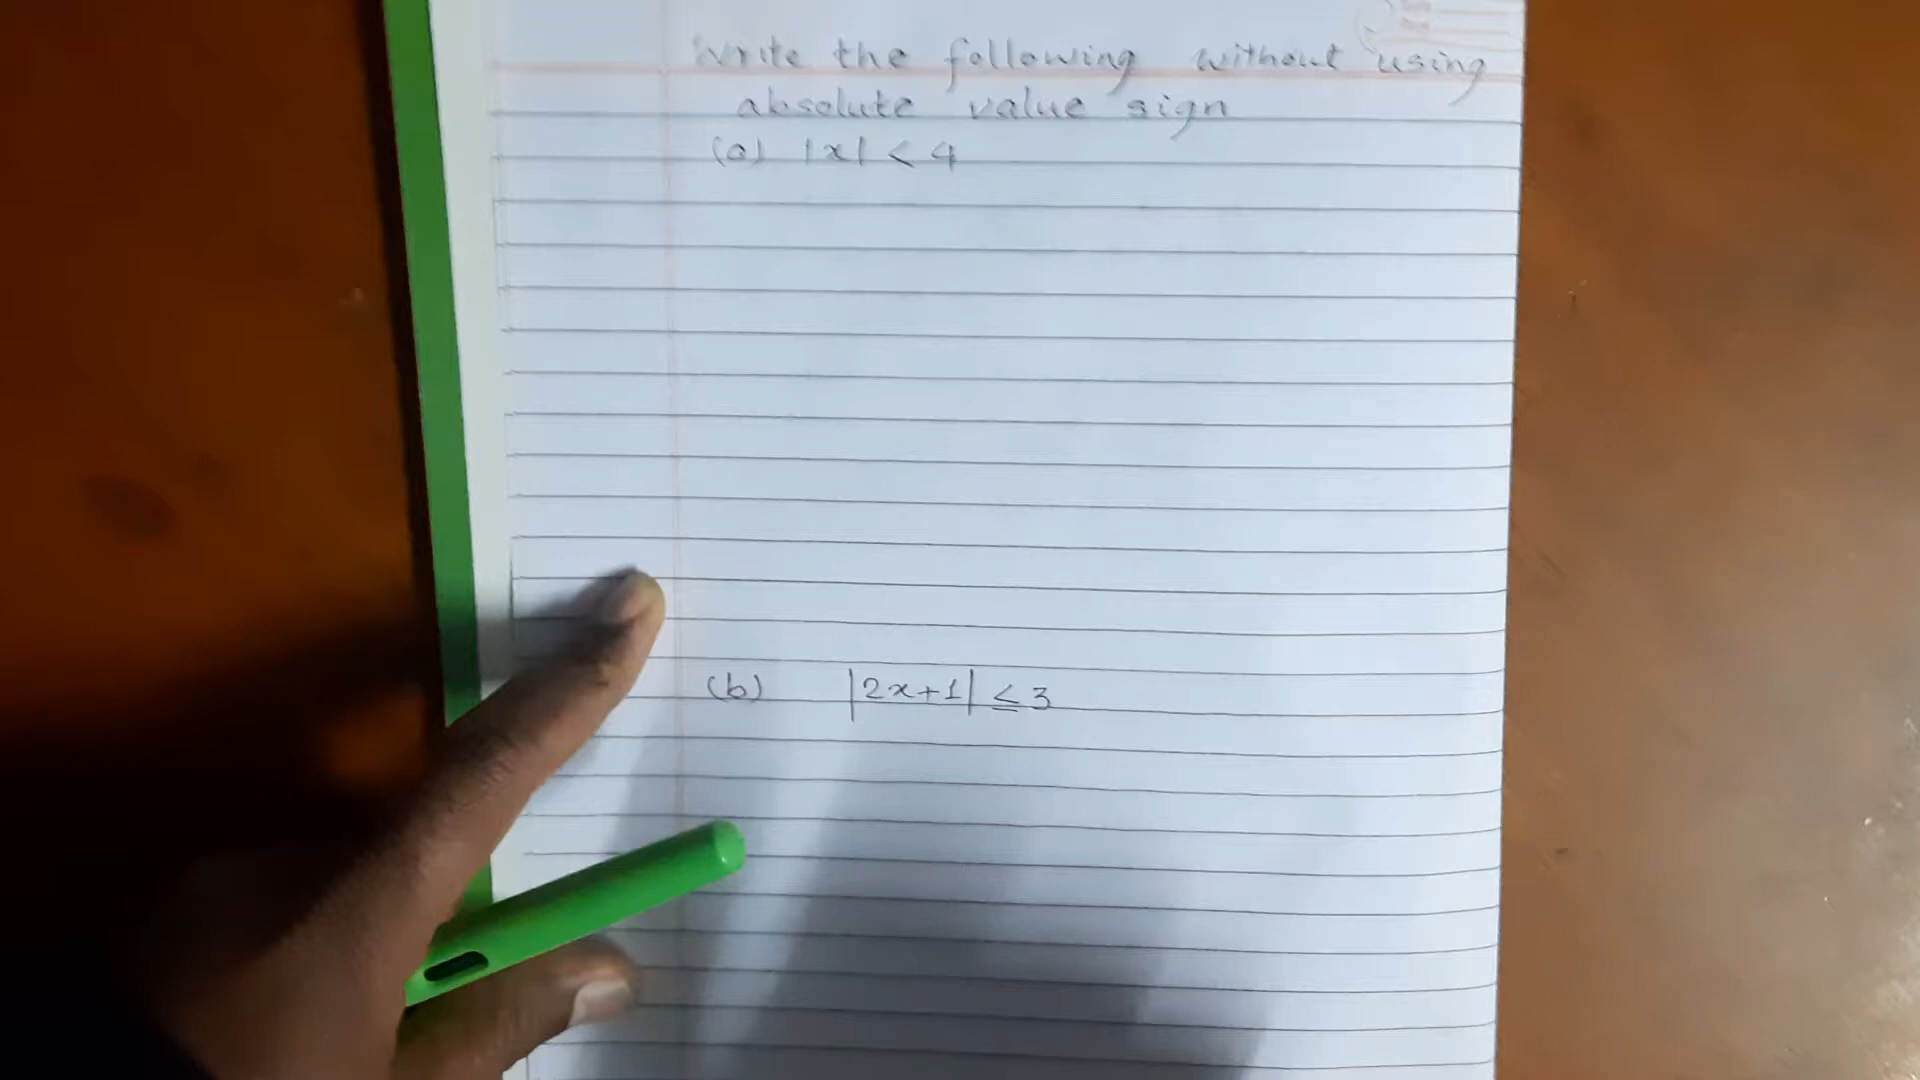 Write the following without using
absolute value sign
(a) |x| < 4
(b) |2x+1| ≤ 3